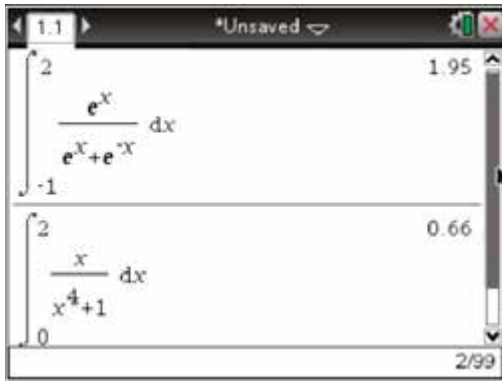 1.1 *Unsaved
∫_{-1}^{2} e^x/(e^x+e^-x) dx 1.95
∫_{0}^{2} x/(x^4+1) dx 0.66
2/99